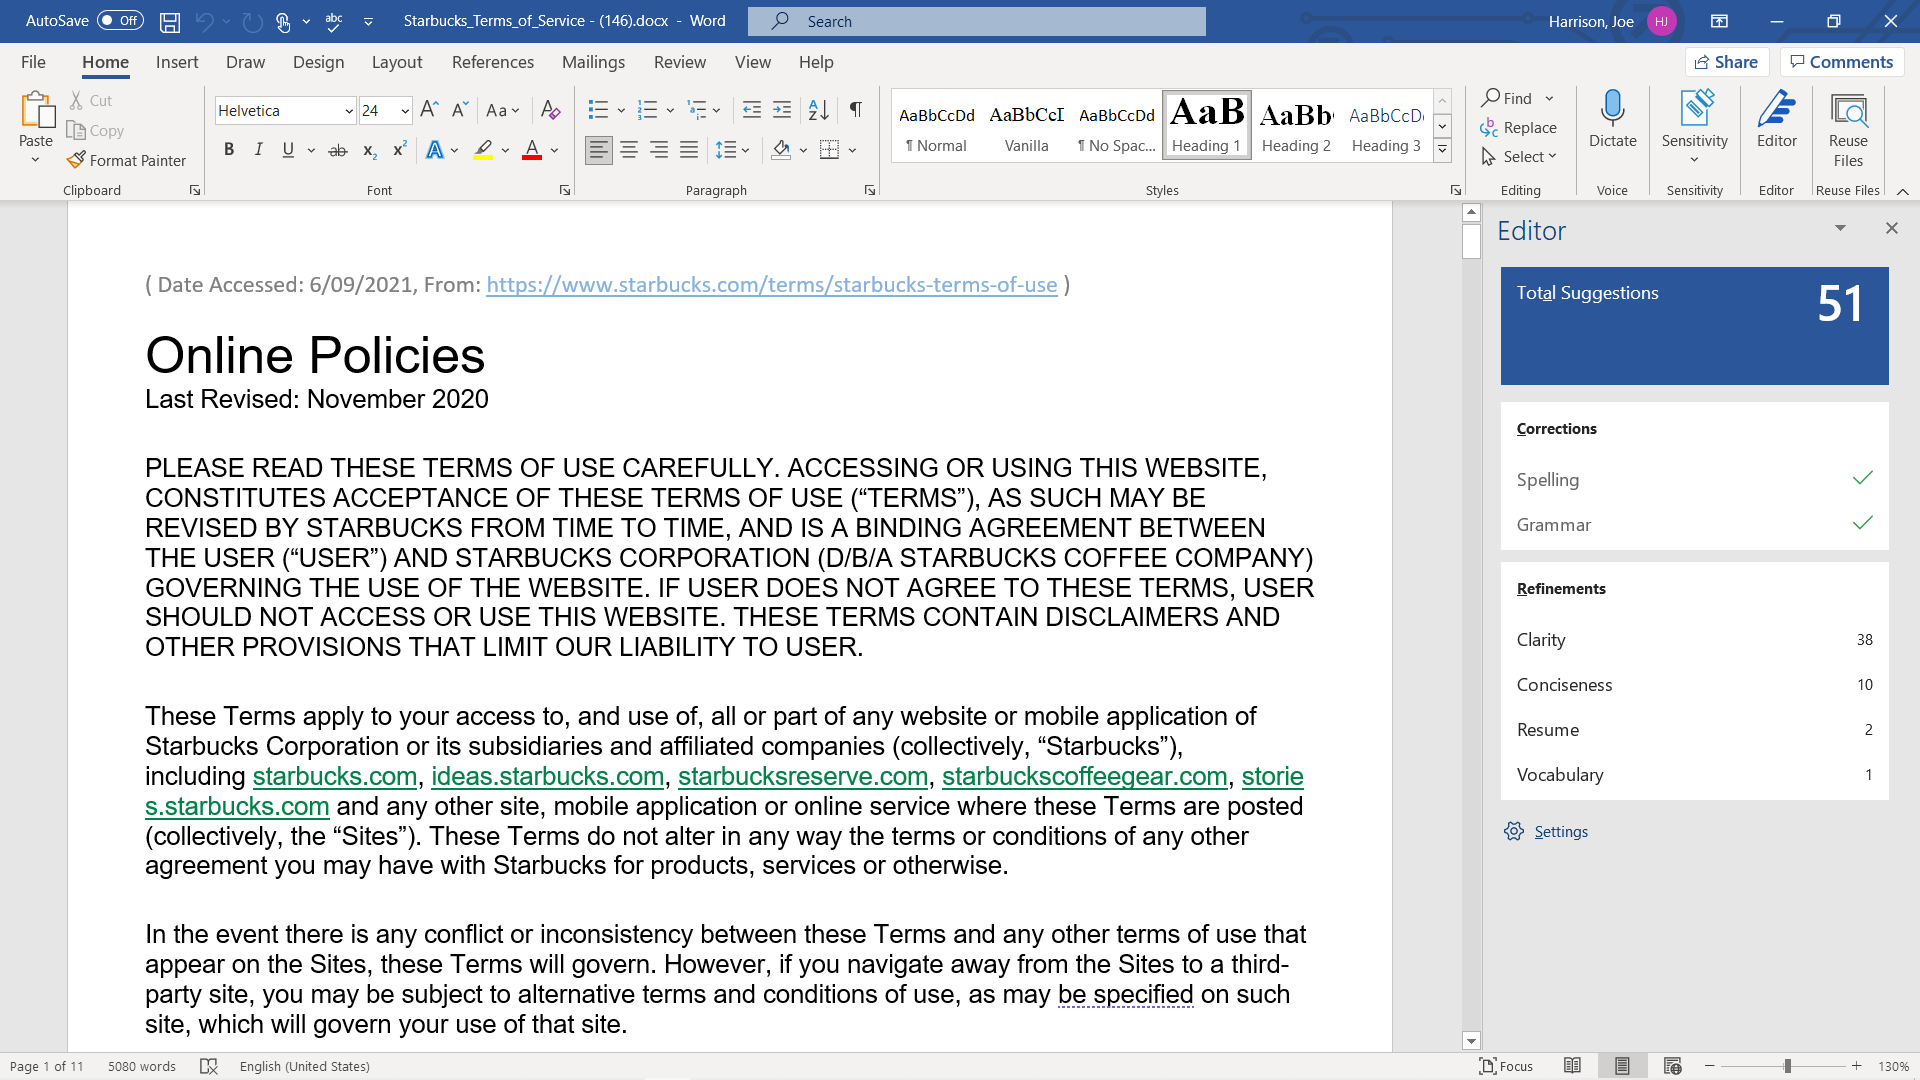 AutoSave Off abc Starbucks_Terms_of_Service - (146).docx - Word Search Harrison, Joe HJ
File Home Insert Draw Design Layout References Mailings Review View Help Share Comments
Paste Cut Copy Format Painter Clipboard
Helvetica 24 Aa
B I U ab x2 x2 A A Font
Paragraph
AaBbCcDd AaBbCcI AaBbCcDd AaB AaBb AaBbCcD
¶ Normal Vanilla ¶ No Spac... Heading 1 Heading 2 Heading 3
Styles
Find
Replace
Select
Editing
Dictate
Voice
Sensitivity
Sensitivity
Editor
Editor
Reuse
Files
Reuse Files
( Date Accessed: 6/09/2021, From: https://www.starbucks.com/terms/starbucks-terms-of-use )
Online Policies
Last Revised: November 2020
PLEASE READ THESE TERMS OF USE CAREFULLY. ACCESSING OR USING THIS WEBSITE,
CONSTITUTES ACCEPTANCE OF THESE TERMS OF USE (“TERMS”), AS SUCH MAY BE
REVISED BY STARBUCKS FROM TIME TO TIME, AND IS A BINDING AGREEMENT BETWEEN
THE USER (“USER”) AND STARBUCKS CORPORATION (D/B/A STARBUCKS COFFEE COMPANY)
GOVERNING THE USE OF THE WEBSITE. IF USER DOES NOT AGREE TO THESE TERMS, USER
SHOULD NOT ACCESS OR USE THIS WEBSITE. THESE TERMS CONTAIN DISCLAIMERS AND
OTHER PROVISIONS THAT LIMIT OUR LIABILITY TO USER.
These Terms apply to your access to, and use of, all or part of any website or mobile application of
Starbucks Corporation or its subsidiaries and affiliated companies (collectively, “Starbucks”),
including starbucks.com, ideas.starbucks.com, starbucksreserve.com, starbuckscoffeegear.com, storie
s.starbucks.com and any other site, mobile application or online service where these Terms are posted
(collectively, the “Sites”). These Terms do not alter in any way the terms or conditions of any other
agreement you may have with Starbucks for products, services or otherwise.
In the event there is any conflict or inconsistency between these Terms and any other terms of use that
appear on the Sites, these Terms will govern. However, if you navigate away from the Sites to a third-
party site, you may be subject to alternative terms and conditions of use, as may be specified on such
site, which will govern your use of that site.
Editor
Total Suggestions 51
Corrections
Spelling
Grammar
Refinements
Clarity 38
Conciseness 10
Resume 2
Vocabulary 1
Settings
Page 1 of 11 5080 words English (United States) Focus 130%